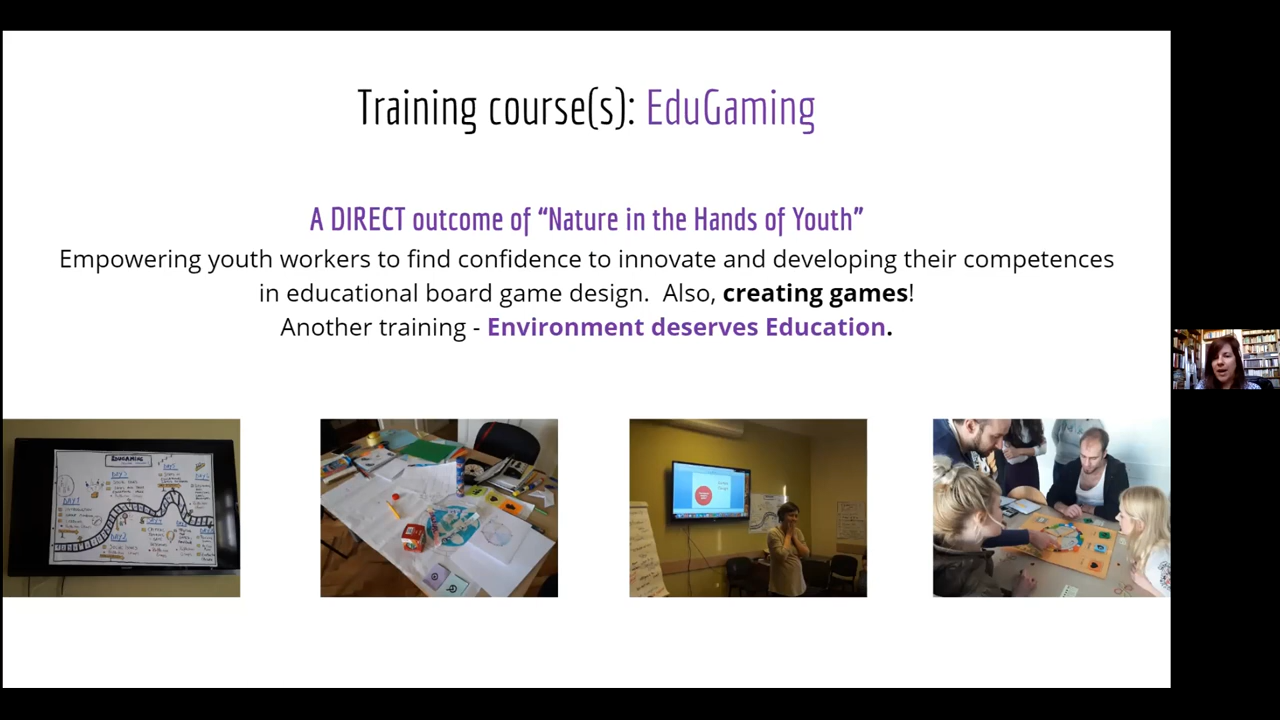 Training course(s): EduGaming
A DIRECT outcome of “Nature in the Hands of Youth”
Empowering youth workers to find confidence to innovate and developing their competences
in educational board game design.  Also, creating games!
Another training - Environment deserves Education.
EDUGAMING
DAY1
DAY2